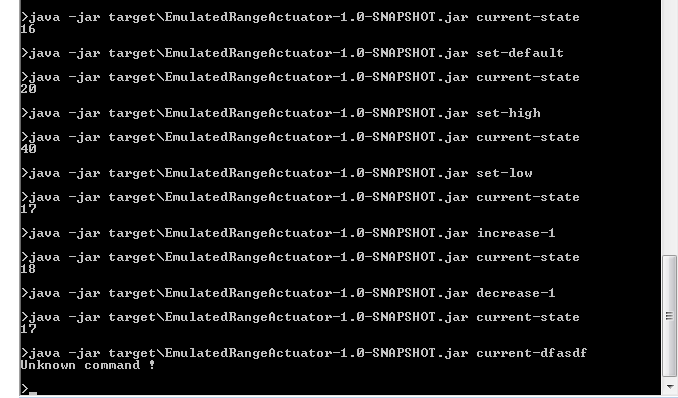 >java -jar target\EmulatedRangeActuator-1.0-SNAPSHOT.jar current-state
16
>java -jar target\EmulatedRangeActuator-1.0-SNAPSHOT.jar set-default
>java -jar target\EmulatedRangeActuator-1.0-SNAPSHOT.jar current-state
20
>java -jar target\EmulatedRangeActuator-1.0-SNAPSHOT.jar set-high
>java -jar target\EmulatedRangeActuator-1.0-SNAPSHOT.jar current-state
40
>java -jar target\EmulatedRangeActuator-1.0-SNAPSHOT.jar set-low
>java -jar target\EmulatedRangeActuator-1.0-SNAPSHOT.jar current-state
17
>java -jar target\EmulatedRangeActuator-1.0-SNAPSHOT.jar increase-1
>java -jar target\EmulatedRangeActuator-1.0-SNAPSHOT.jar current-state
18
>java -jar target\EmulatedRangeActuator-1.0-SNAPSHOT.jar decrease-1
>java -jar target\EmulatedRangeActuator-1.0-SNAPSHOT.jar current-state
17
>java -jar target\EmulatedRangeActuator-1.0-SNAPSHOT.jar current-dfasdf
Unknown command !
>_